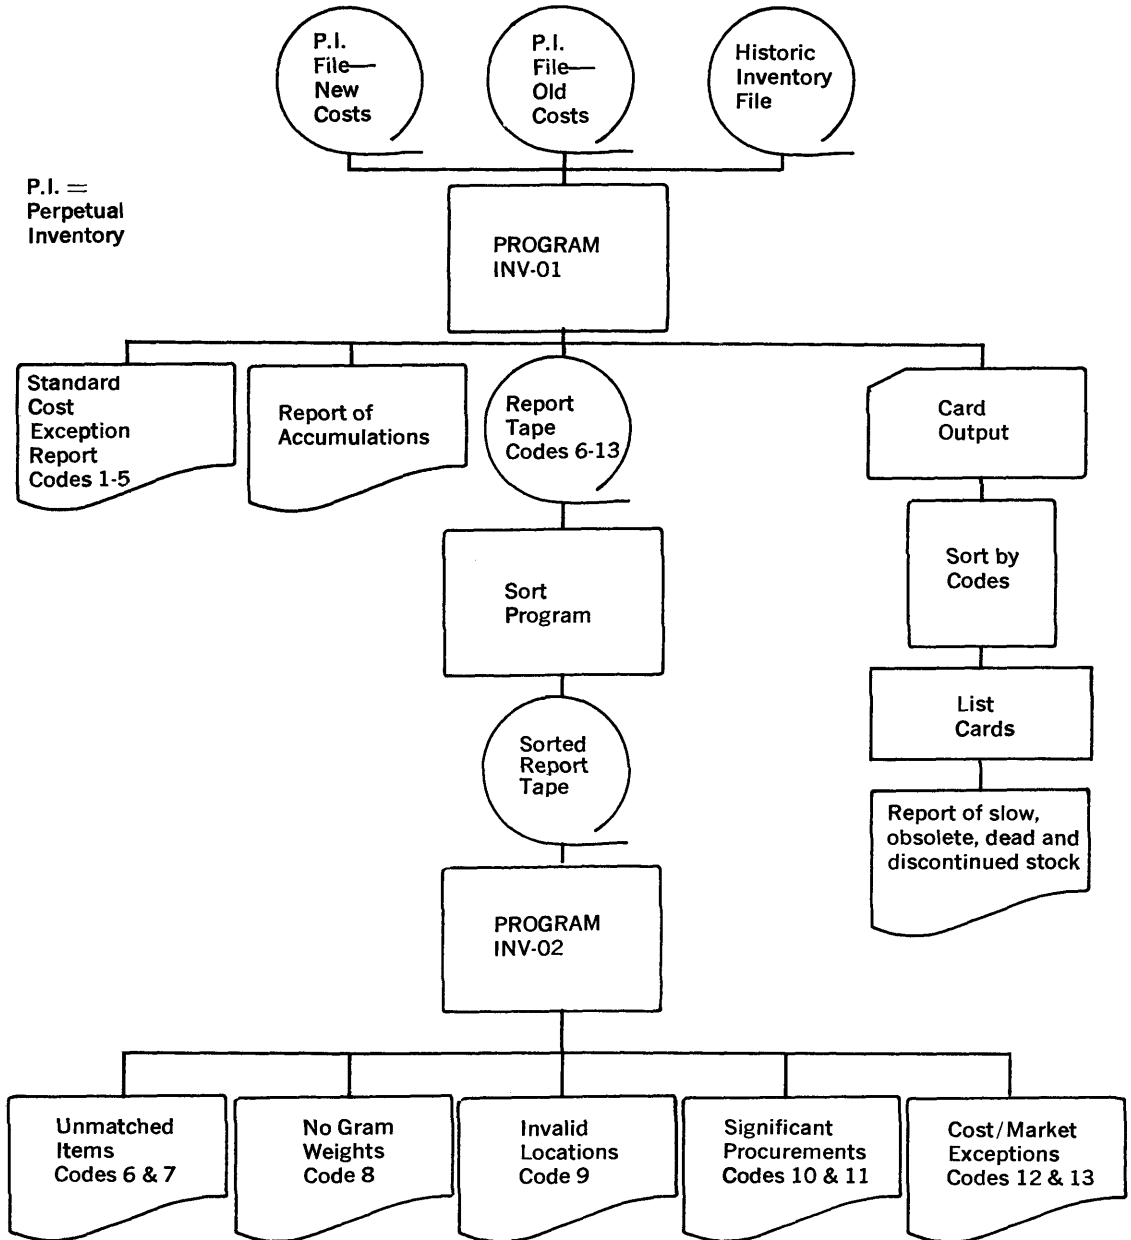 P.I.
File—
New
Costs
P.I.
File—
Old
Costs
Historic
Inventory
File
P.I. =
Perpetual
Inventory
PROGRAM
INV-01
Standard
Cost
Exception
Report
Codes 1-5
Report of
Accumulations
Report
Tape
Codes 6-13
Card
Output
Sort
Program
Sort by
Codes
List
Cards
Sorted
Report
Tape
Report of slow,
obsolete, dead and
discontinued stock
PROGRAM
INV-02
Unmatched
Items
Codes 6 & 7
No Gram
Weights
Code 8
Invalid
Locations
Code 9
Significant
Procurements
Codes 10 & 11
Cost/Market
Exceptions
Codes 12 & 13